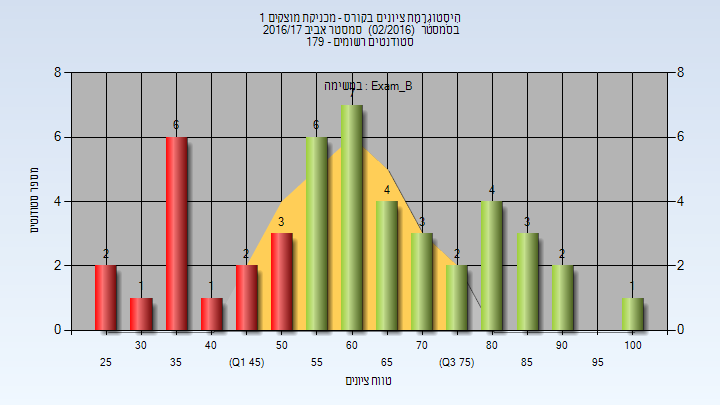 הִיסְטוֹגְרַמַת ציונים בקורס - מכניקת מוצקים 1
בסמסטר (02/2016) סמסטר אביב 2016/17
סטודנטים רשומים - 179
במשימה : Exam_B
8 8
6 6
4 4
2 2
0 0
מספר סטודנטים
2 1 6 1 2 3 6 7 4 3 2 4 3 2 1
30 40 50 60 70 80 90 100
25 35 (Q1 45) 55 65 (Q3 75) 85 95
טווח ציונים